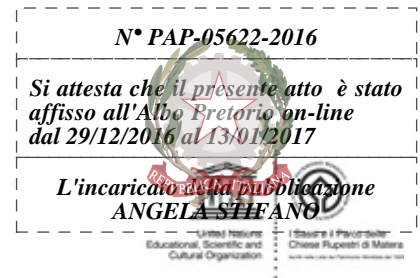 N° PAP-05622-2016
Si attesta che il presente atto è stato
affisso all'Albo Pretorio on-line
dal 29/12/2016 al 13/01/2017
L'incaricato della pubblicazione
ANGELA STIFANO
REPVBBLICA ITALIANA
United Nations
Educational, Scientific and
Cultural Organization
I Sassi e il Parco delle
Chiese Rupestri di Matera